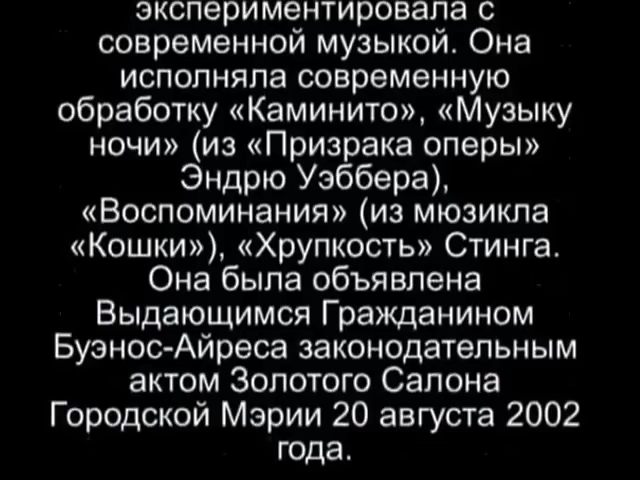 экспериментировала с
современной музыкой. Она
исполняла современную
обработку «Каминито», «Музыку
ночи» (из «Призрака оперы»
Эндрю Уэббера),
«Воспоминания» (из мюзикла
«Кошки»), «Хрупкость» Стинга.
Она была объявлена
Выдающимся Гражданином
Буэнос-Айреса законодательным
актом Золотого Салона
Городской Мэрии 20 августа 2002
года.